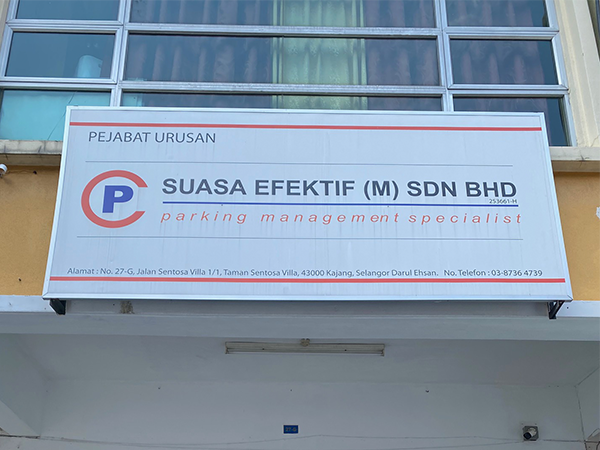 PEJABAT URUSAN
P
SUASA EFEKTIF (M) SDN BHD
253661-H
parking management specialist
Alamat : No. 27-G, Jalan Sentosa Villa 1/1, Taman Sentosa Villa, 43000 Kajang, Selangor Darul Ehsan. No. Telefon : 03-8736 4739